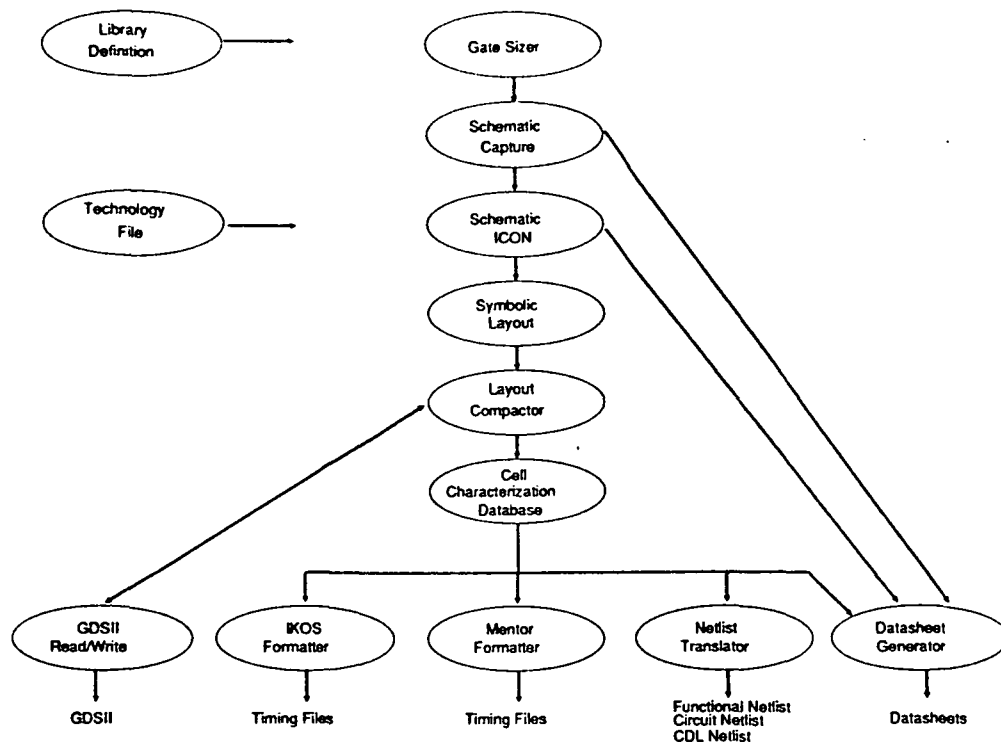 Library
Definition
Gate Sizer
Schematic
Capture
Technology
File
Schematic
ICON
Symbolic
Layout
Layout
Compactor
Cell
Characterization
Database
GDSII
Read/Write
IKOS
Formatter
Mentor
Formatter
Netlist
Translator
Datasheet
Generator
GDSII
Timing Files
Timing Files
Functional Netlist
Circuit Netlist
CDL Netlist
Datasheets